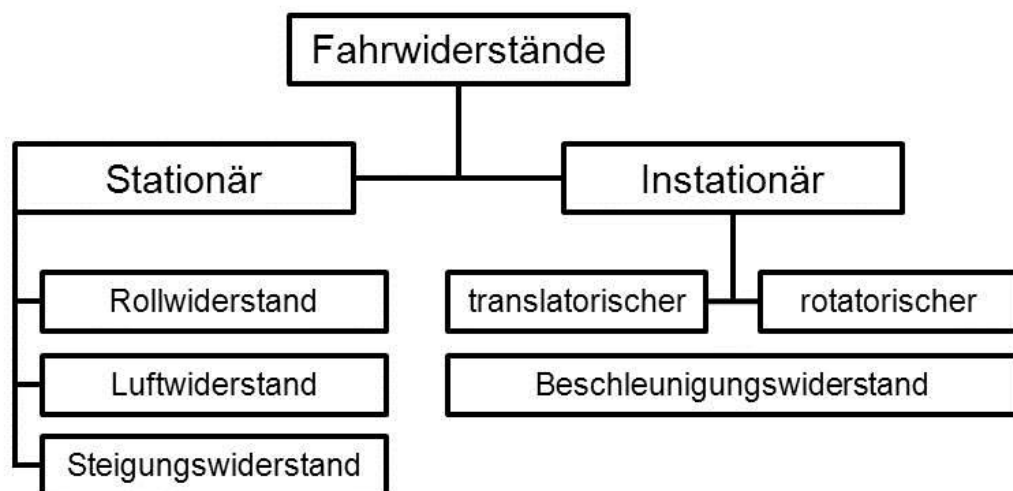 Fahrwiderstände
Stationär
Instationär
Rollwiderstand
translatorischer
rotatorischer
Luftwiderstand
Beschleunigungswiderstand
Steigungswiderstand